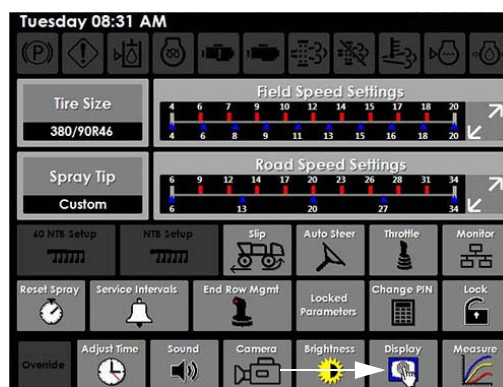 Tuesday 08:31 AM
Tire Size
380/90R46
Field Speed Settings
4 6 7 9 10 12 14 15 17 18 20
4 6 8 9 11 13 15 16 18 20
Spray Tip
Custom
Road Speed Settings
6 9 12 14 17 20 23 26 28 31 34
6 13 20 27 34
60 NTB Setup
NTB Setup
Slip
Auto Steer
Throttle
Monitor
Reset Spray
Service Intervals
End Row Mgmt
Locked
Parameters
Change PIN
Lock
Override
Adjust Time
Sound
Camera
Brightness
Display
Measure